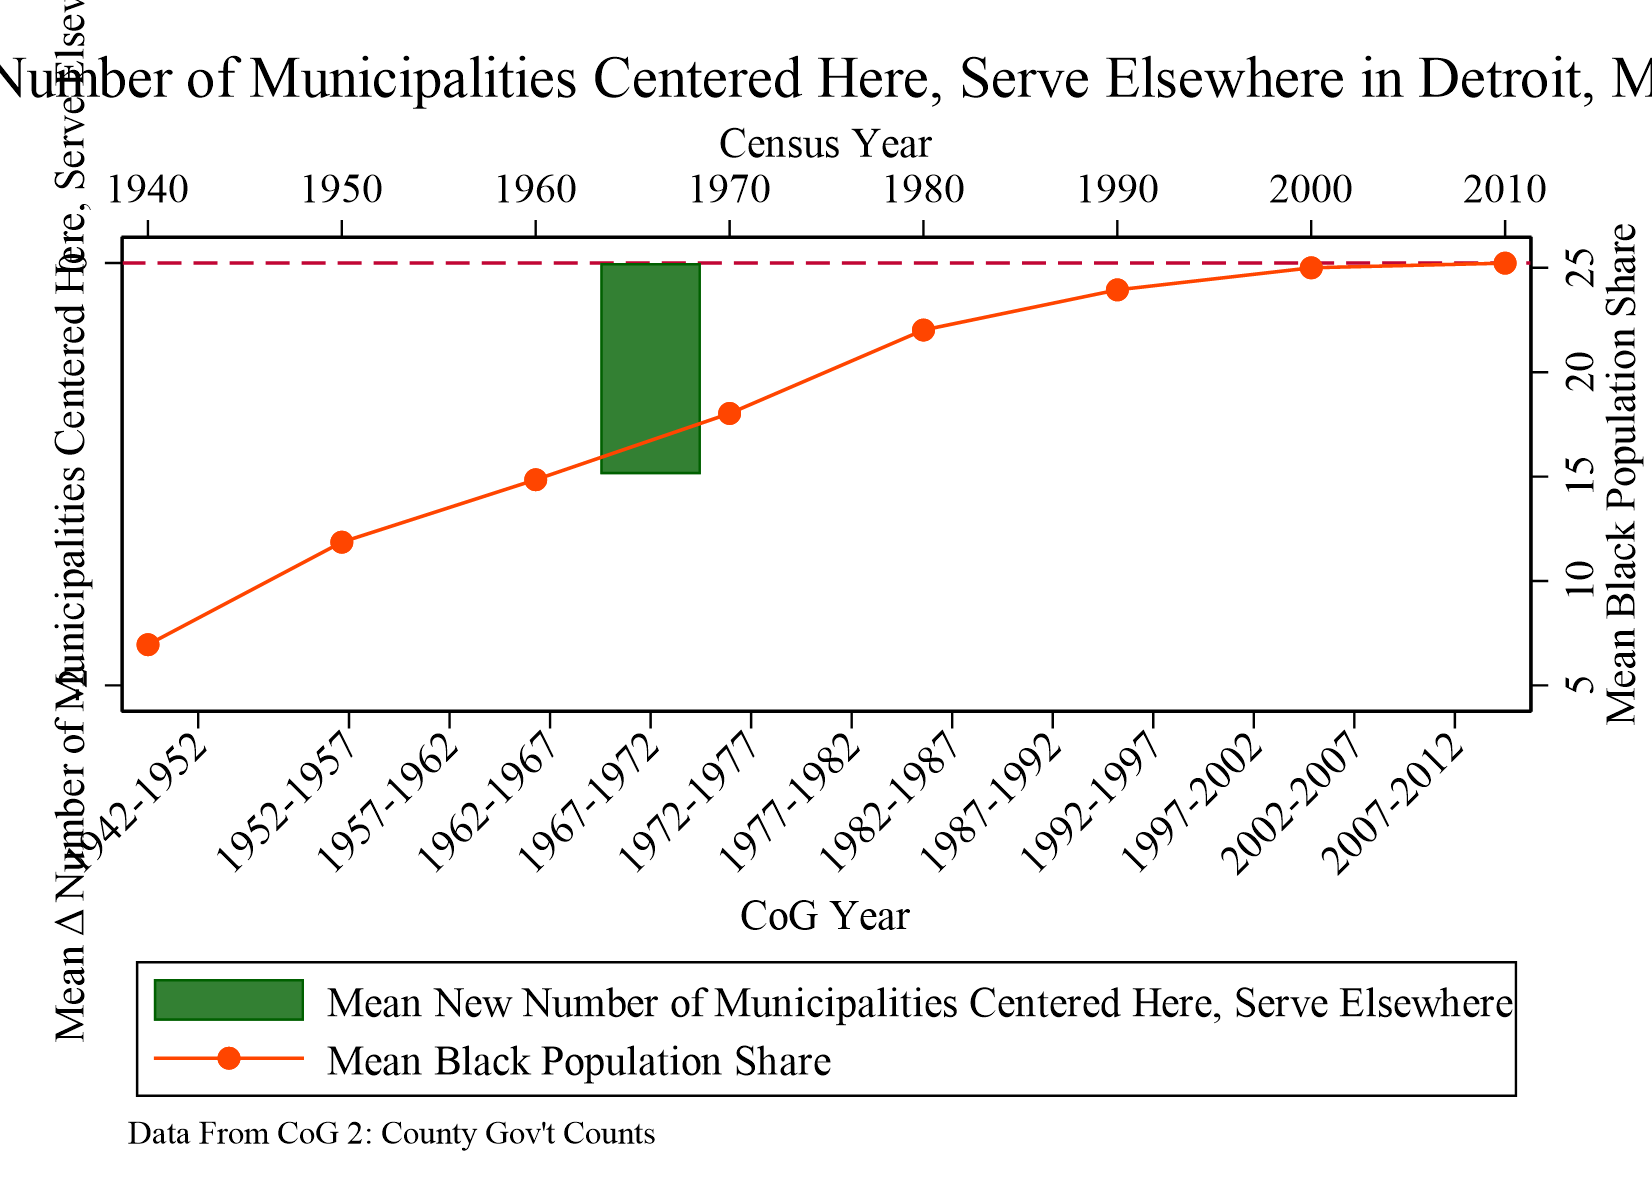 Number of Municipalities Centered Here, Serve Elsewhere in Detroit, M
Census Year
1940 1950 1960 1970 1980 1990 2000 2010
Mean Δ Number of Municipalities Centered Here, Serve Elsew
0
5 10 15 20 25
Mean Black Population Share
1942-1952 1952-1957 1957-1962 1962-1967 1967-1972 1972-1977 1977-1982 1982-1987 1987-1992 1992-1997 1997-2002 2002-2007 2007-2012
CoG Year
Mean New Number of Municipalities Centered Here, Serve Elsewhere
Mean Black Population Share
Data From CoG 2: County Gov't Counts